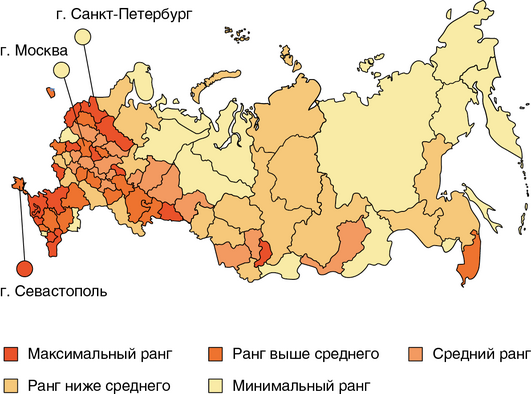 г. Санкт-Петербург
г. Москва
г. Севастополь
Максимальный ранг
Ранг выше среднего
Средний ранг
Ранг ниже среднего
Минимальный ранг